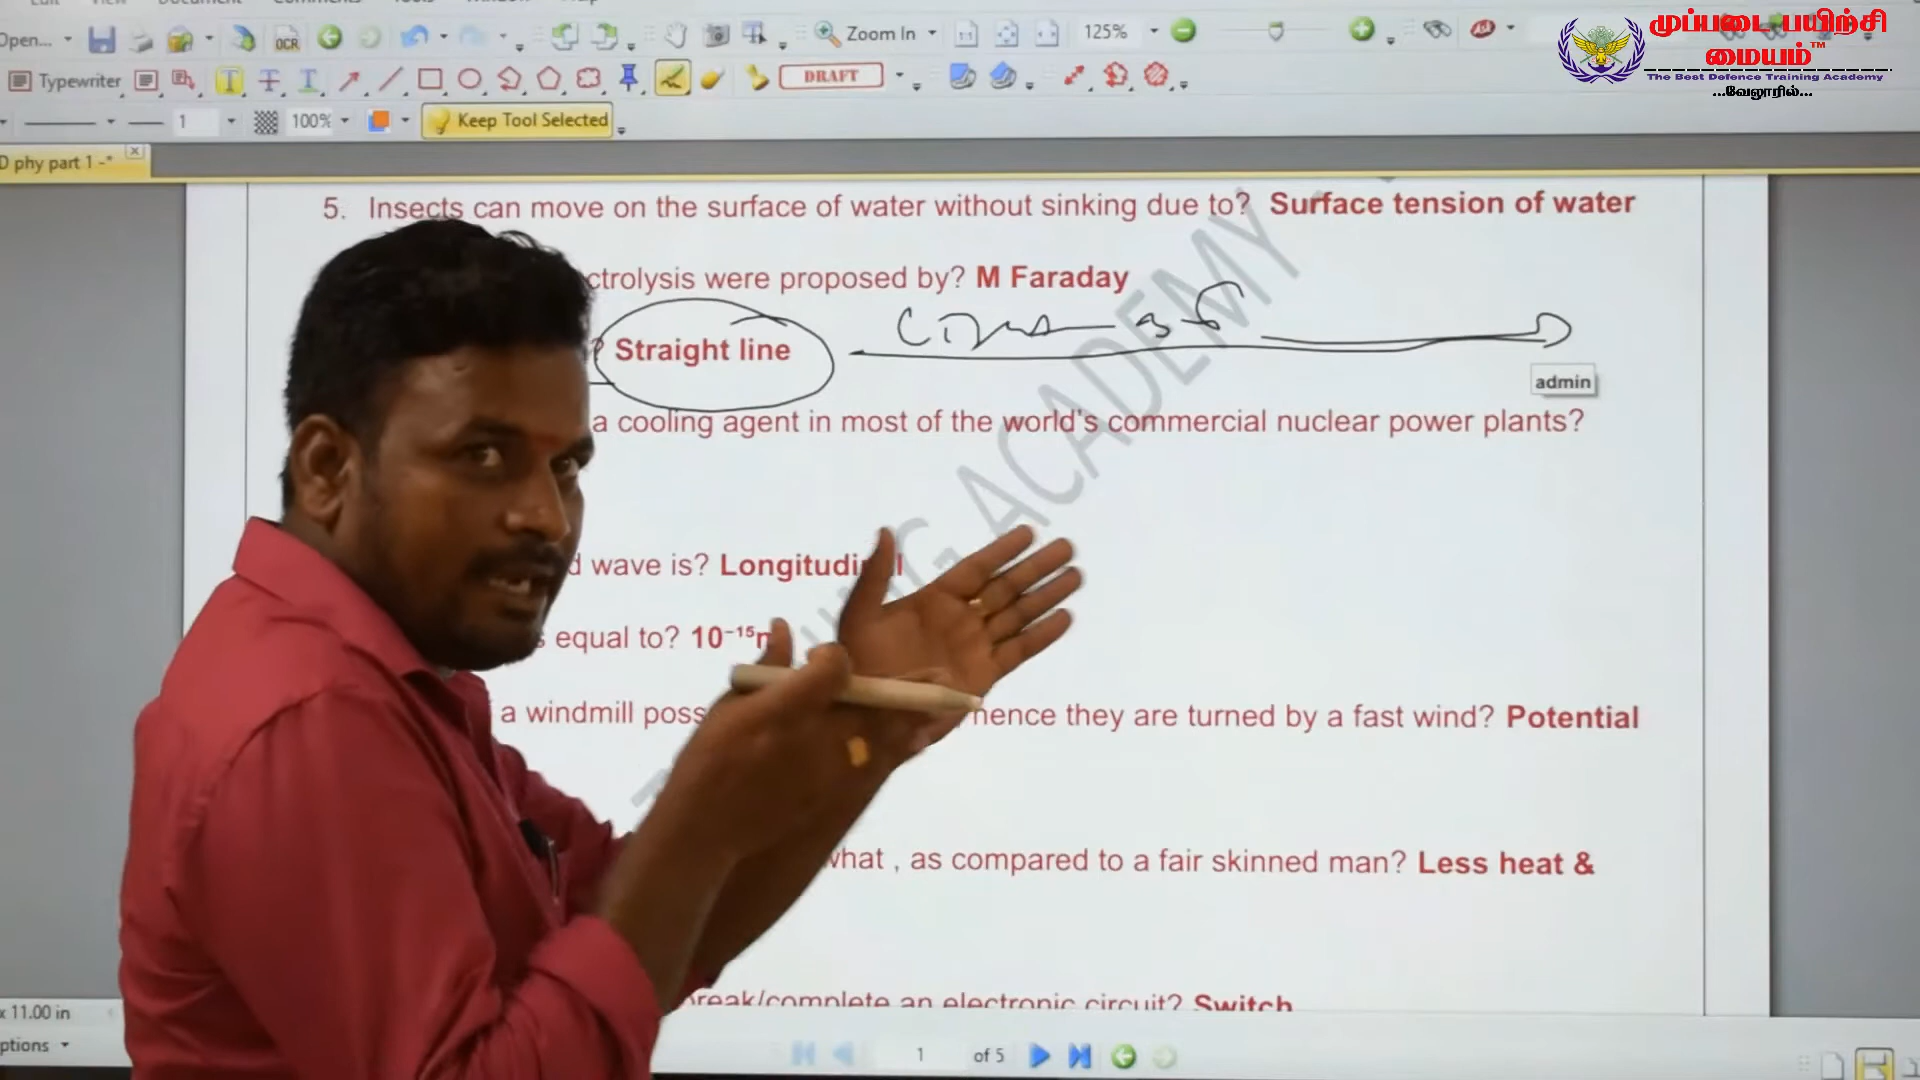 Open...
OCR
Zoom In
125%
முப்படை பயிற்சி
மையம்™
The Best Defence Training Academy
...வேலூரில்...
Typewriter
DRAFT
1
100%
Keep Tool Selected
D phy part 1 -*
5. Insects can move on the surface of water without sinking due to? Surface tension of water
ctrolysis were proposed by? M Faraday
? Straight line
admin
a cooling agent in most of the world's commercial nuclear power plants?
d wave is? Longitudi
s equal to? 10⁻¹⁵
a windmill poss hence they are turned by a fast wind? Potential
what , as compared to a fair skinned man? Less heat &
break/complete an electronic circuit? Switch
ING ACADEMY
x 11.00 in
ptions
1 of 5